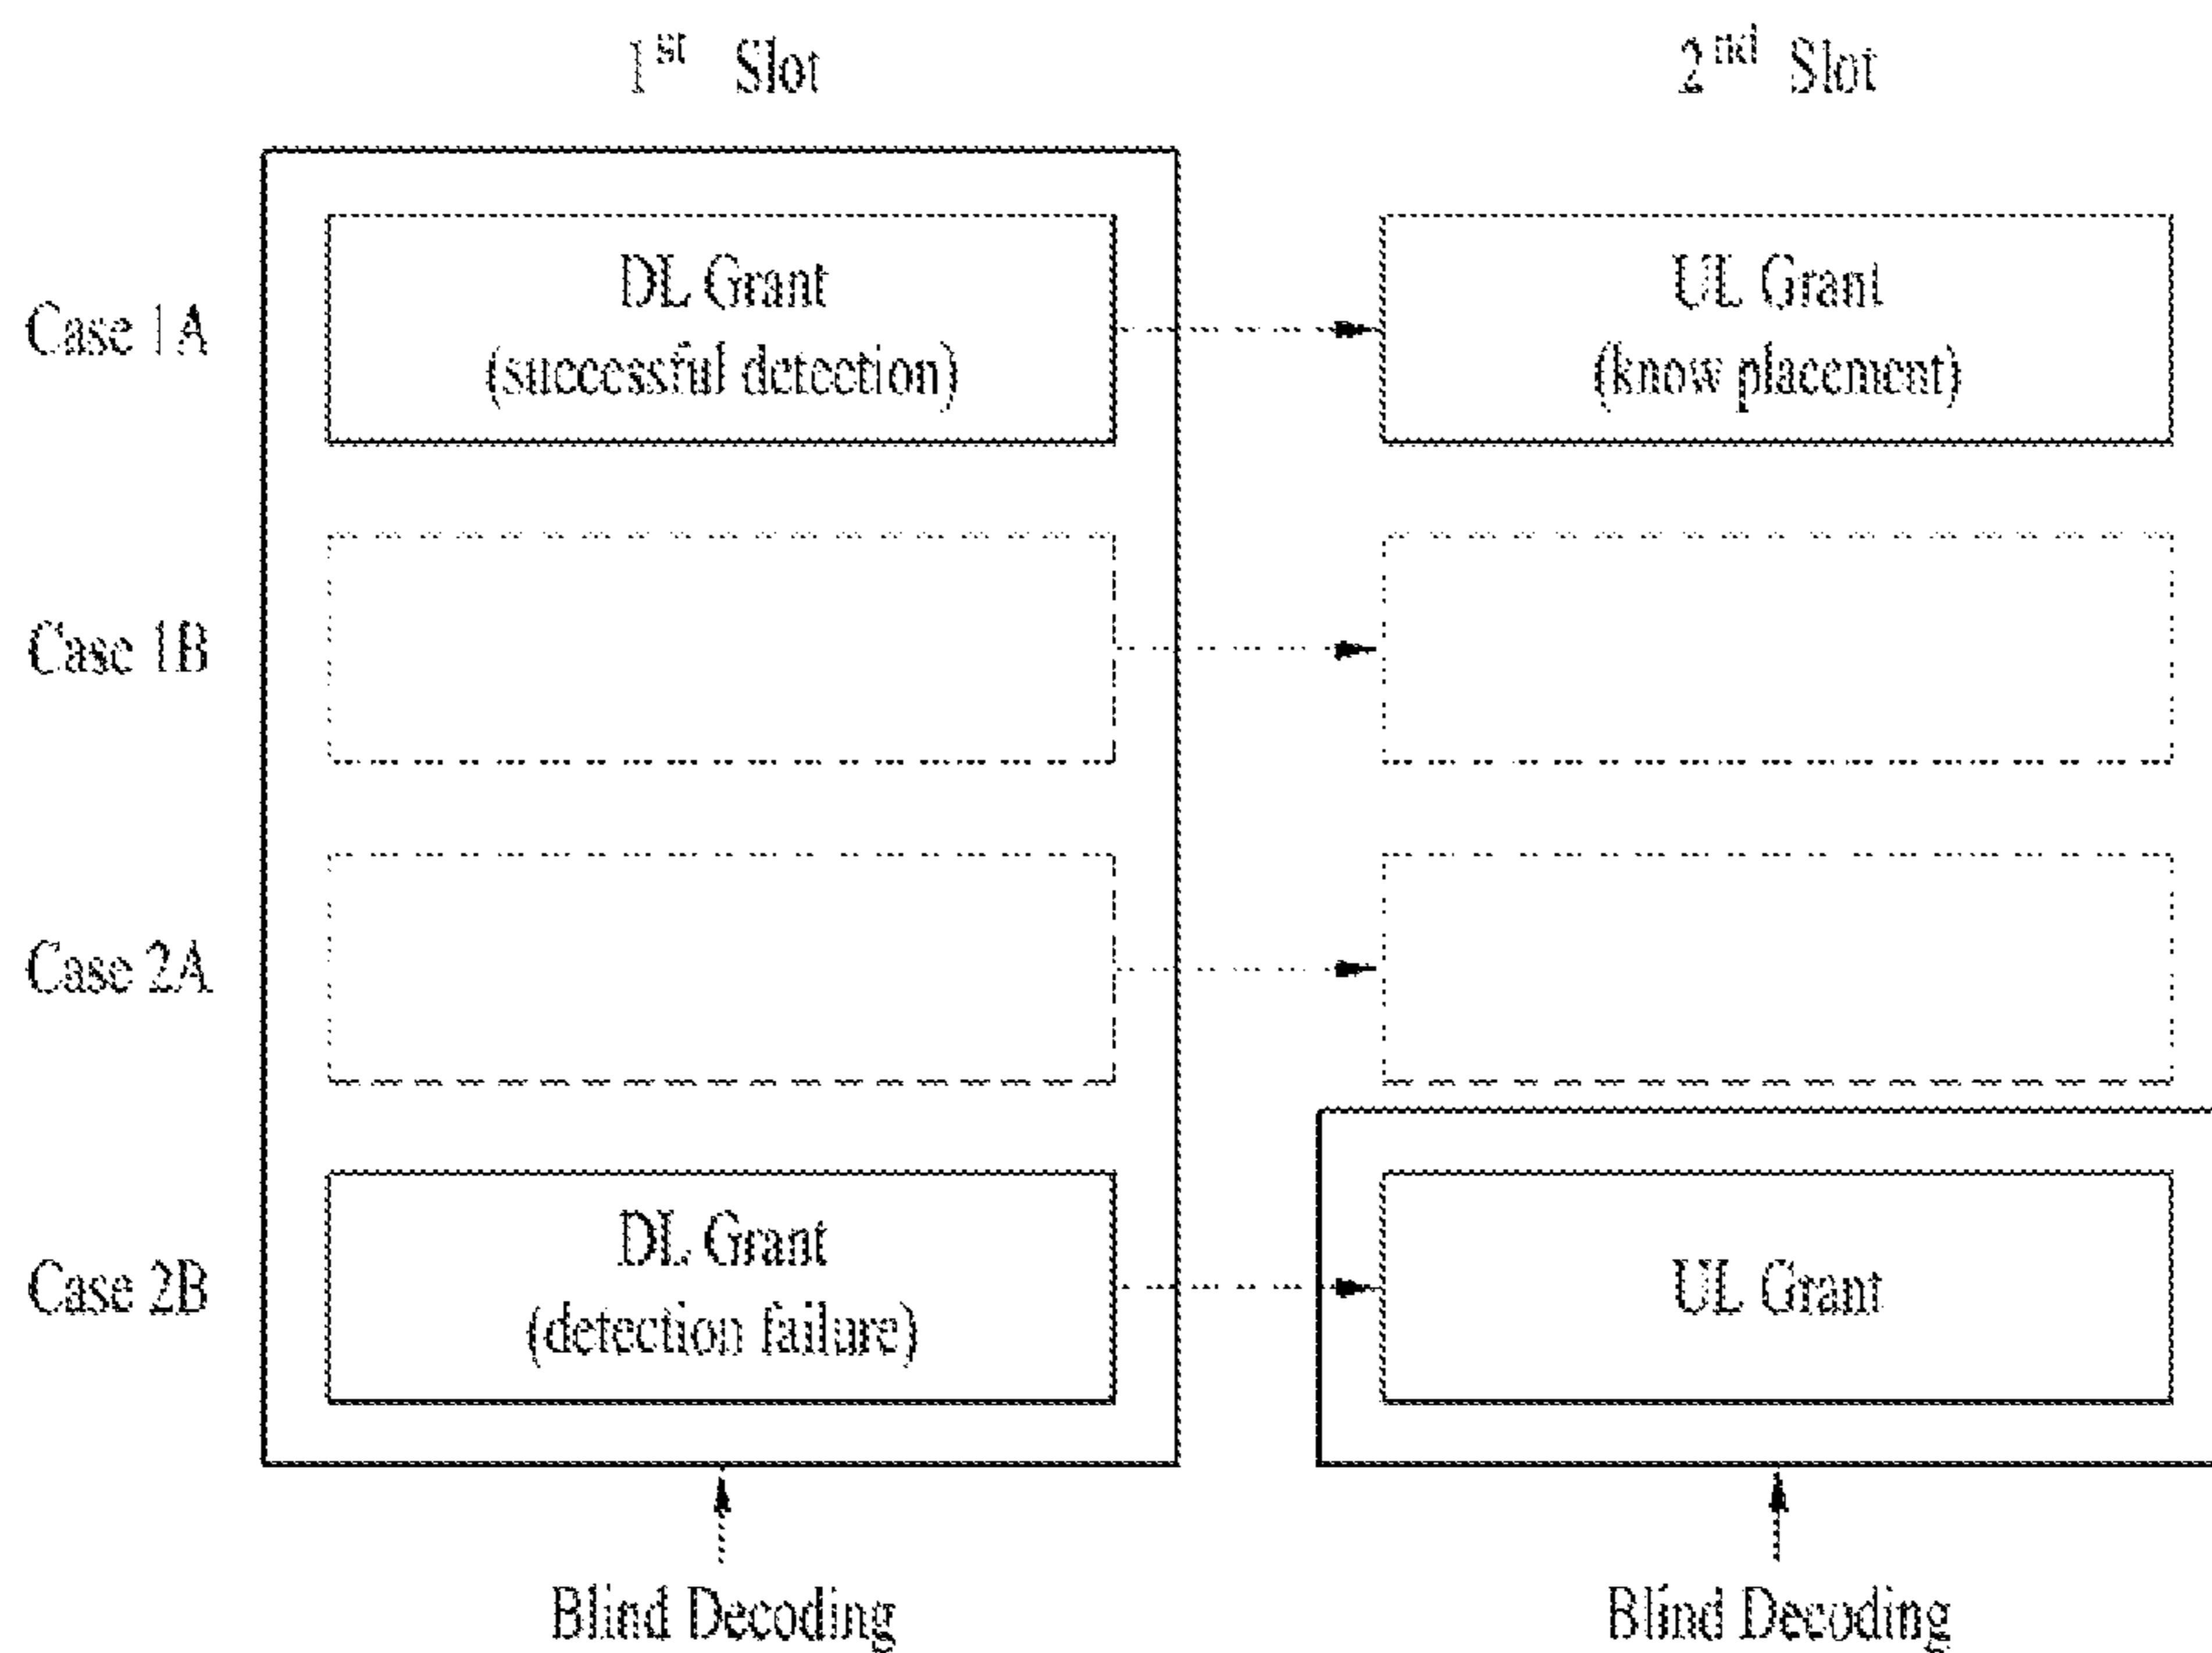 1st Slot
2nd Slot
Case 1A
DL Grant
(successful detection)
UL Grant
(know placement)
Case 1B
Case 2A
Case 2B
DL Grant
(detection failure)
UL Grant
Blind Decoding
Blind Decoding